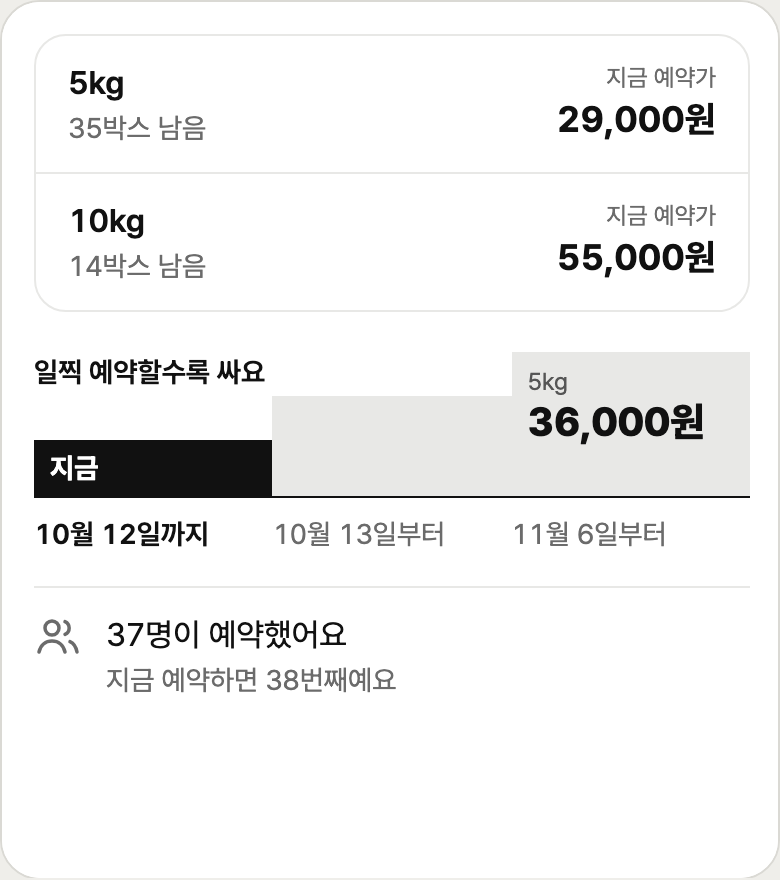 5kg
35박스 남음
지금 예약가
29,000원
10kg
14박스 남음
지금 예약가
55,000원
일찍 예약할수록 싸요
지금
5kg
36,000원
10월 12일까지
10월 13일부터
11월 6일부터
37명이 예약했어요
지금 예약하면 38번째예요